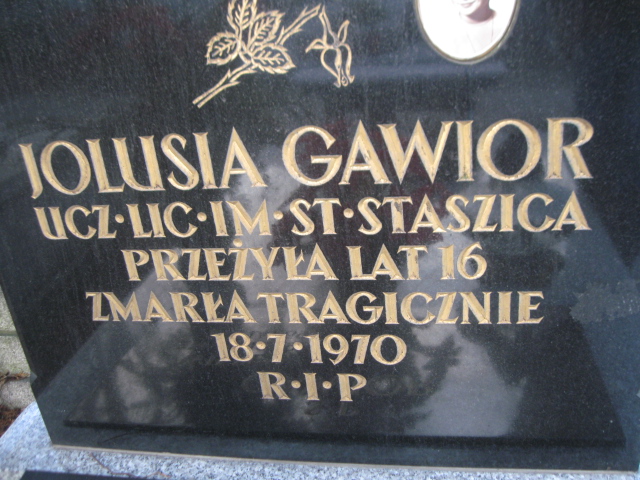 JOLUSIA GAWIOR
UCZ·LIC·IM·ST·STASZICA
PRZEŻYŁA LAT 16
ZMARŁA TRAGICZNIE
18·7·1970
R·I·P